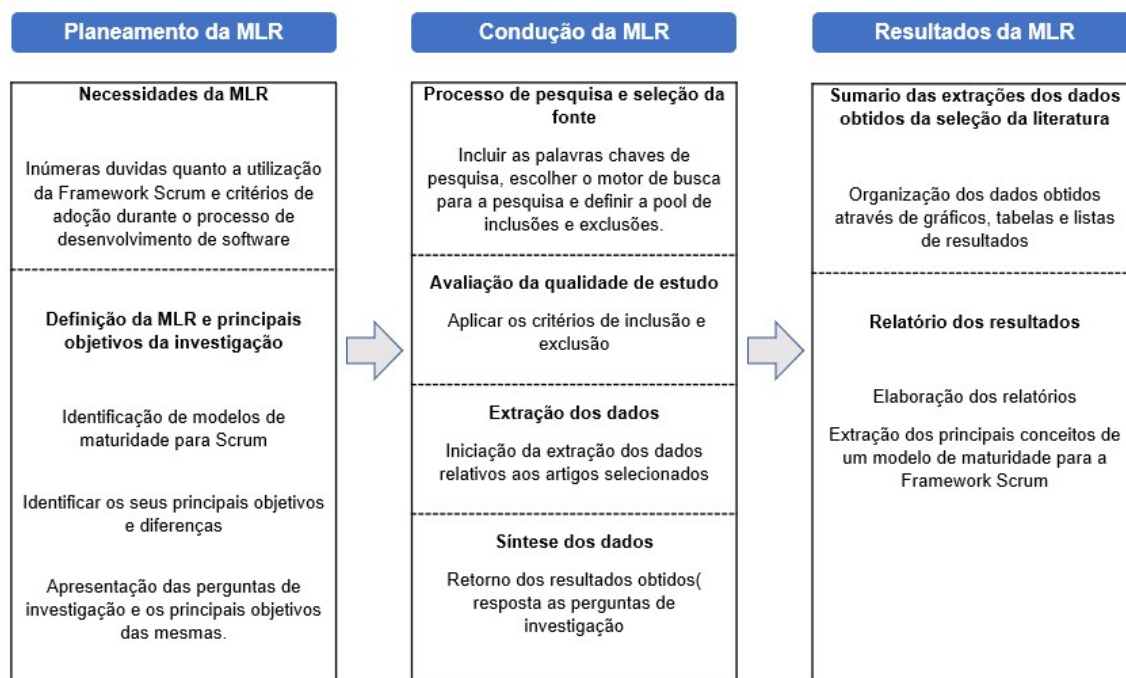 Planeamento da MLR
Necessidades da MLR
Inúmeras duvidas quanto a utilização
da Framework Scrum e critérios de
adoção durante o processo de
desenvolvimento de software
Definição da MLR e principais
objetivos da investigação
Identificação de modelos de
maturidade para Scrum
Identificar os seus principais objetivos
e diferenças
Apresentação das perguntas de
investigação e os principais objetivos
das mesmas.
Condução da MLR
Processo de pesquisa e seleção da
fonte
Incluir as palavras chaves de
pesquisa, escolher o motor de busca
para a pesquisa e definir a pool de
inclusões e exclusões.
Avaliação da qualidade de estudo
Aplicar os critérios de inclusão e
exclusão
Extração dos dados
Iniciação da extração dos dados
relativos aos artigos selecionados
Síntese dos dados
Retorno dos resultados obtidos(
resposta as perguntas de
investigação
Resultados da MLR
Sumario das extrações dos dados
obtidos da seleção da literatura
Organização dos dados obtidos
através de gráficos, tabelas e listas
de resultados
Relatório dos resultados
Elaboração dos relatórios
Extração dos principais conceitos de
um modelo de maturidade para a
Framework Scrum